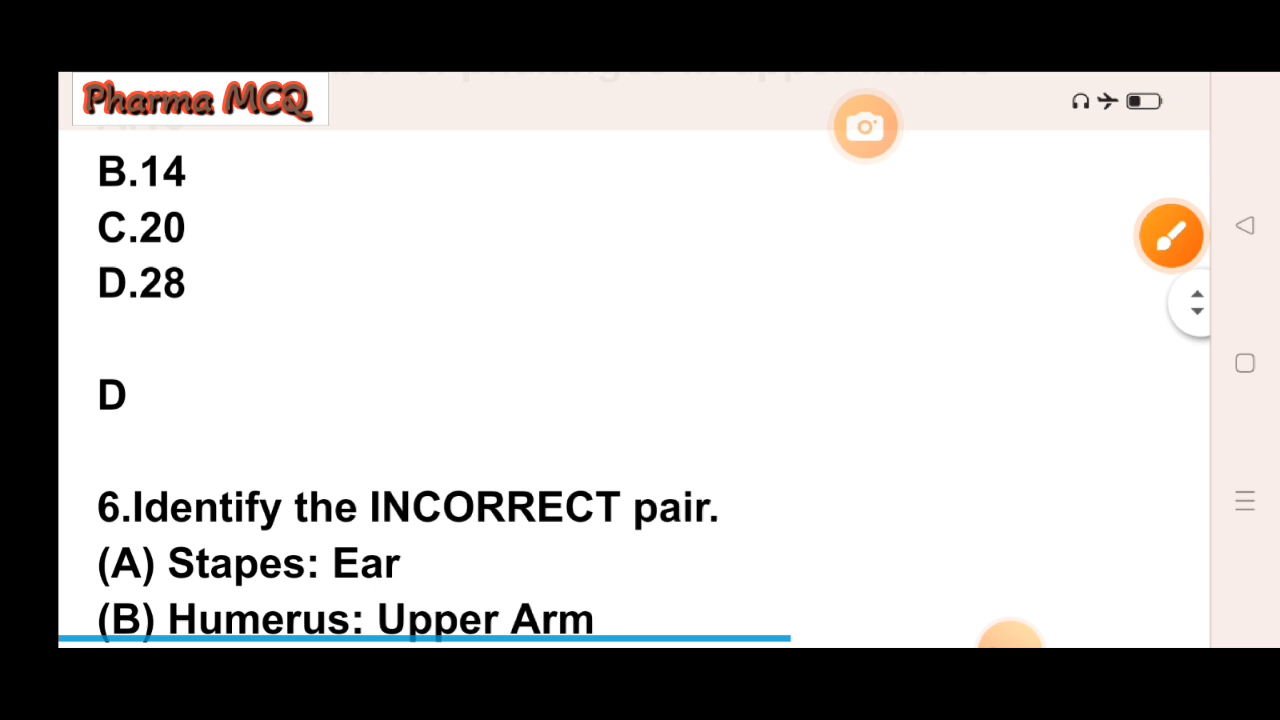 Pharma MCQ
B.14
C.20
D.28
D
6.Identify the INCORRECT pair.
(A) Stapes: Ear
(B) Humerus: Upper Arm